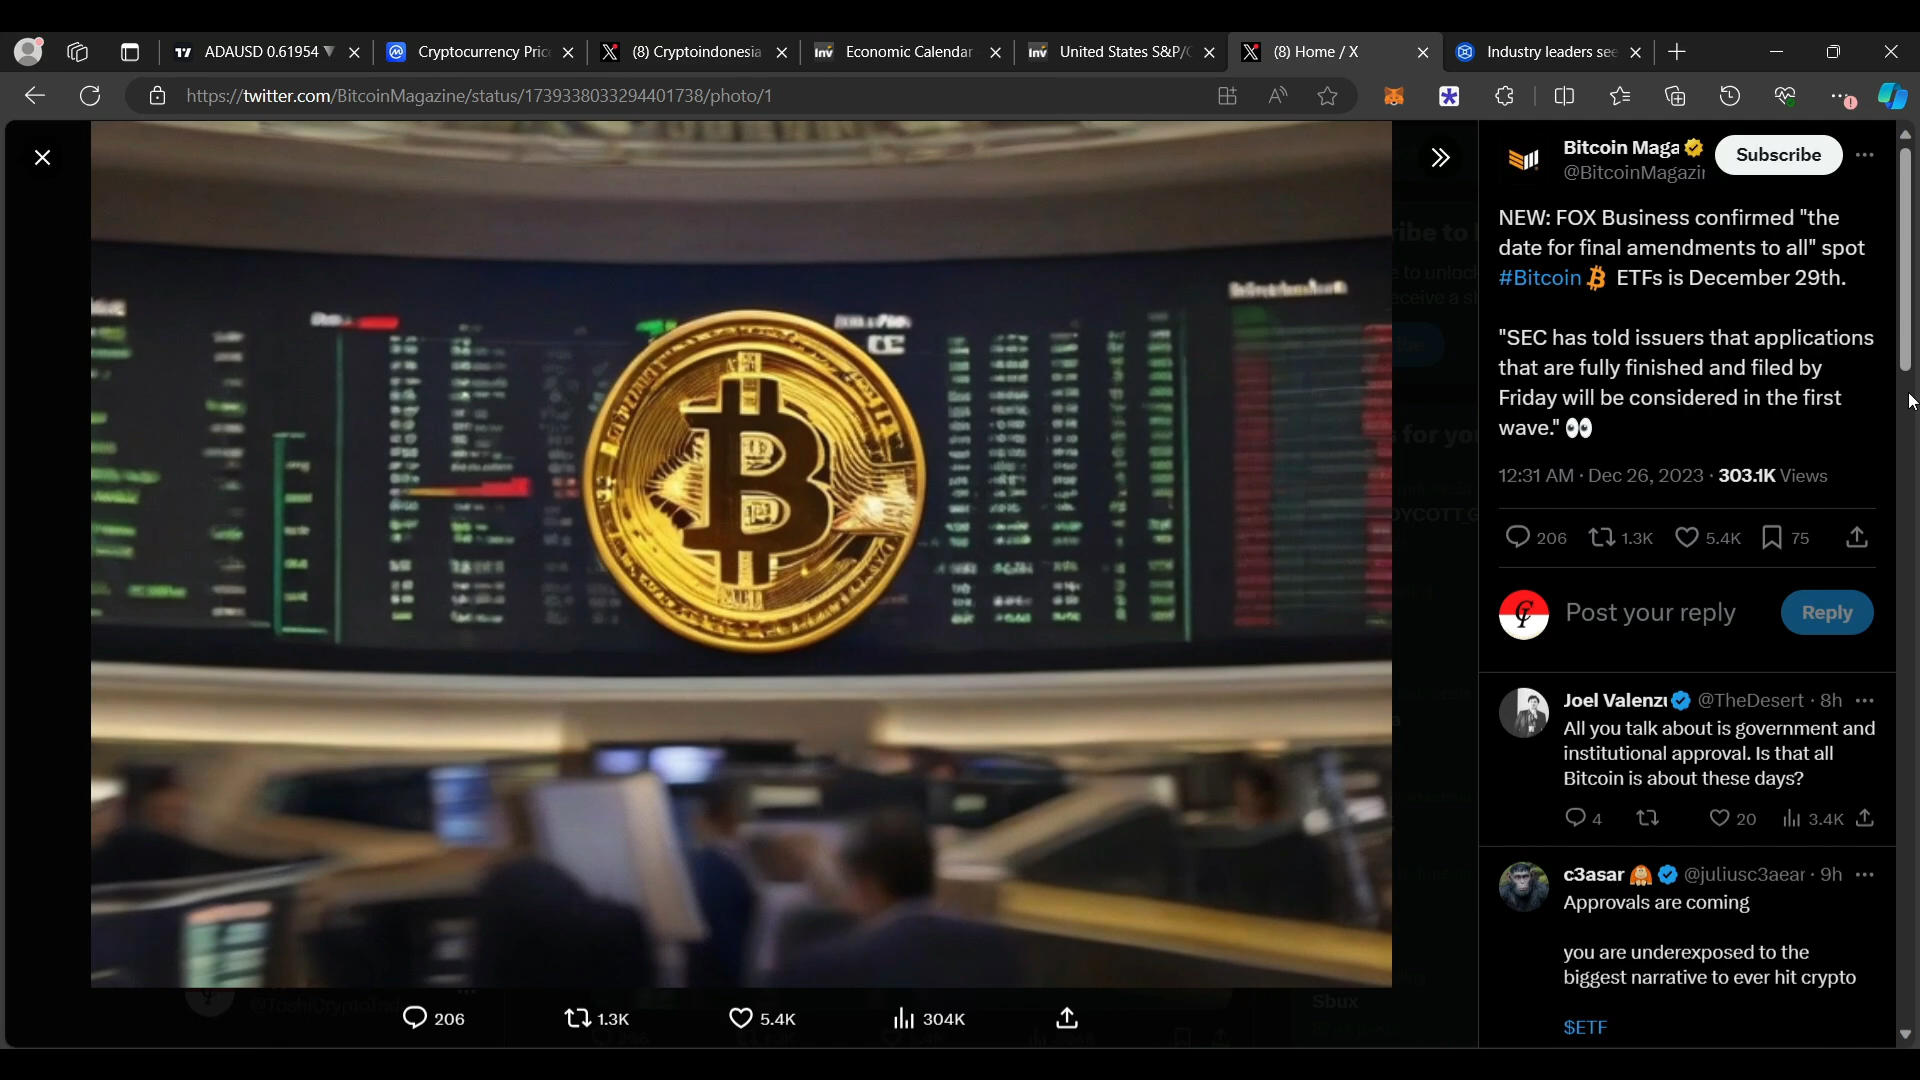 ADAUSD 0.61954
Cryptocurrency Pric
(8) Cryptoindonesia
Economic Calendar
United States S&P/C
(8) Home / X
Industry leaders see
https://twitter.com/BitcoinMagazine/status/1739338033294401738/photo/1
Bitcoin Maga
Subscribe
@BitcoinMagazin
NEW: FOX Business confirmed "the
date for final amendments to all" spot
#Bitcoin ETFs is December 29th.
"SEC has told issuers that applications
that are fully finished and filed by
Friday will be considered in the first
wave." 👀
12:31 AM · Dec 26, 2023 · 303.1K Views
206 1.3K 5.4K 75
Post your reply
Reply
Joel Valenzu @TheDesert · 8h
All you talk about is government and
institutional approval. Is that all
Bitcoin is about these days?
4 20 3.4K
c3asar @juliusc3aear · 9h
Approvals are coming
you are underexposed to the
biggest narrative to ever hit crypto
$ETF
206 1.3K 5.4K 304K